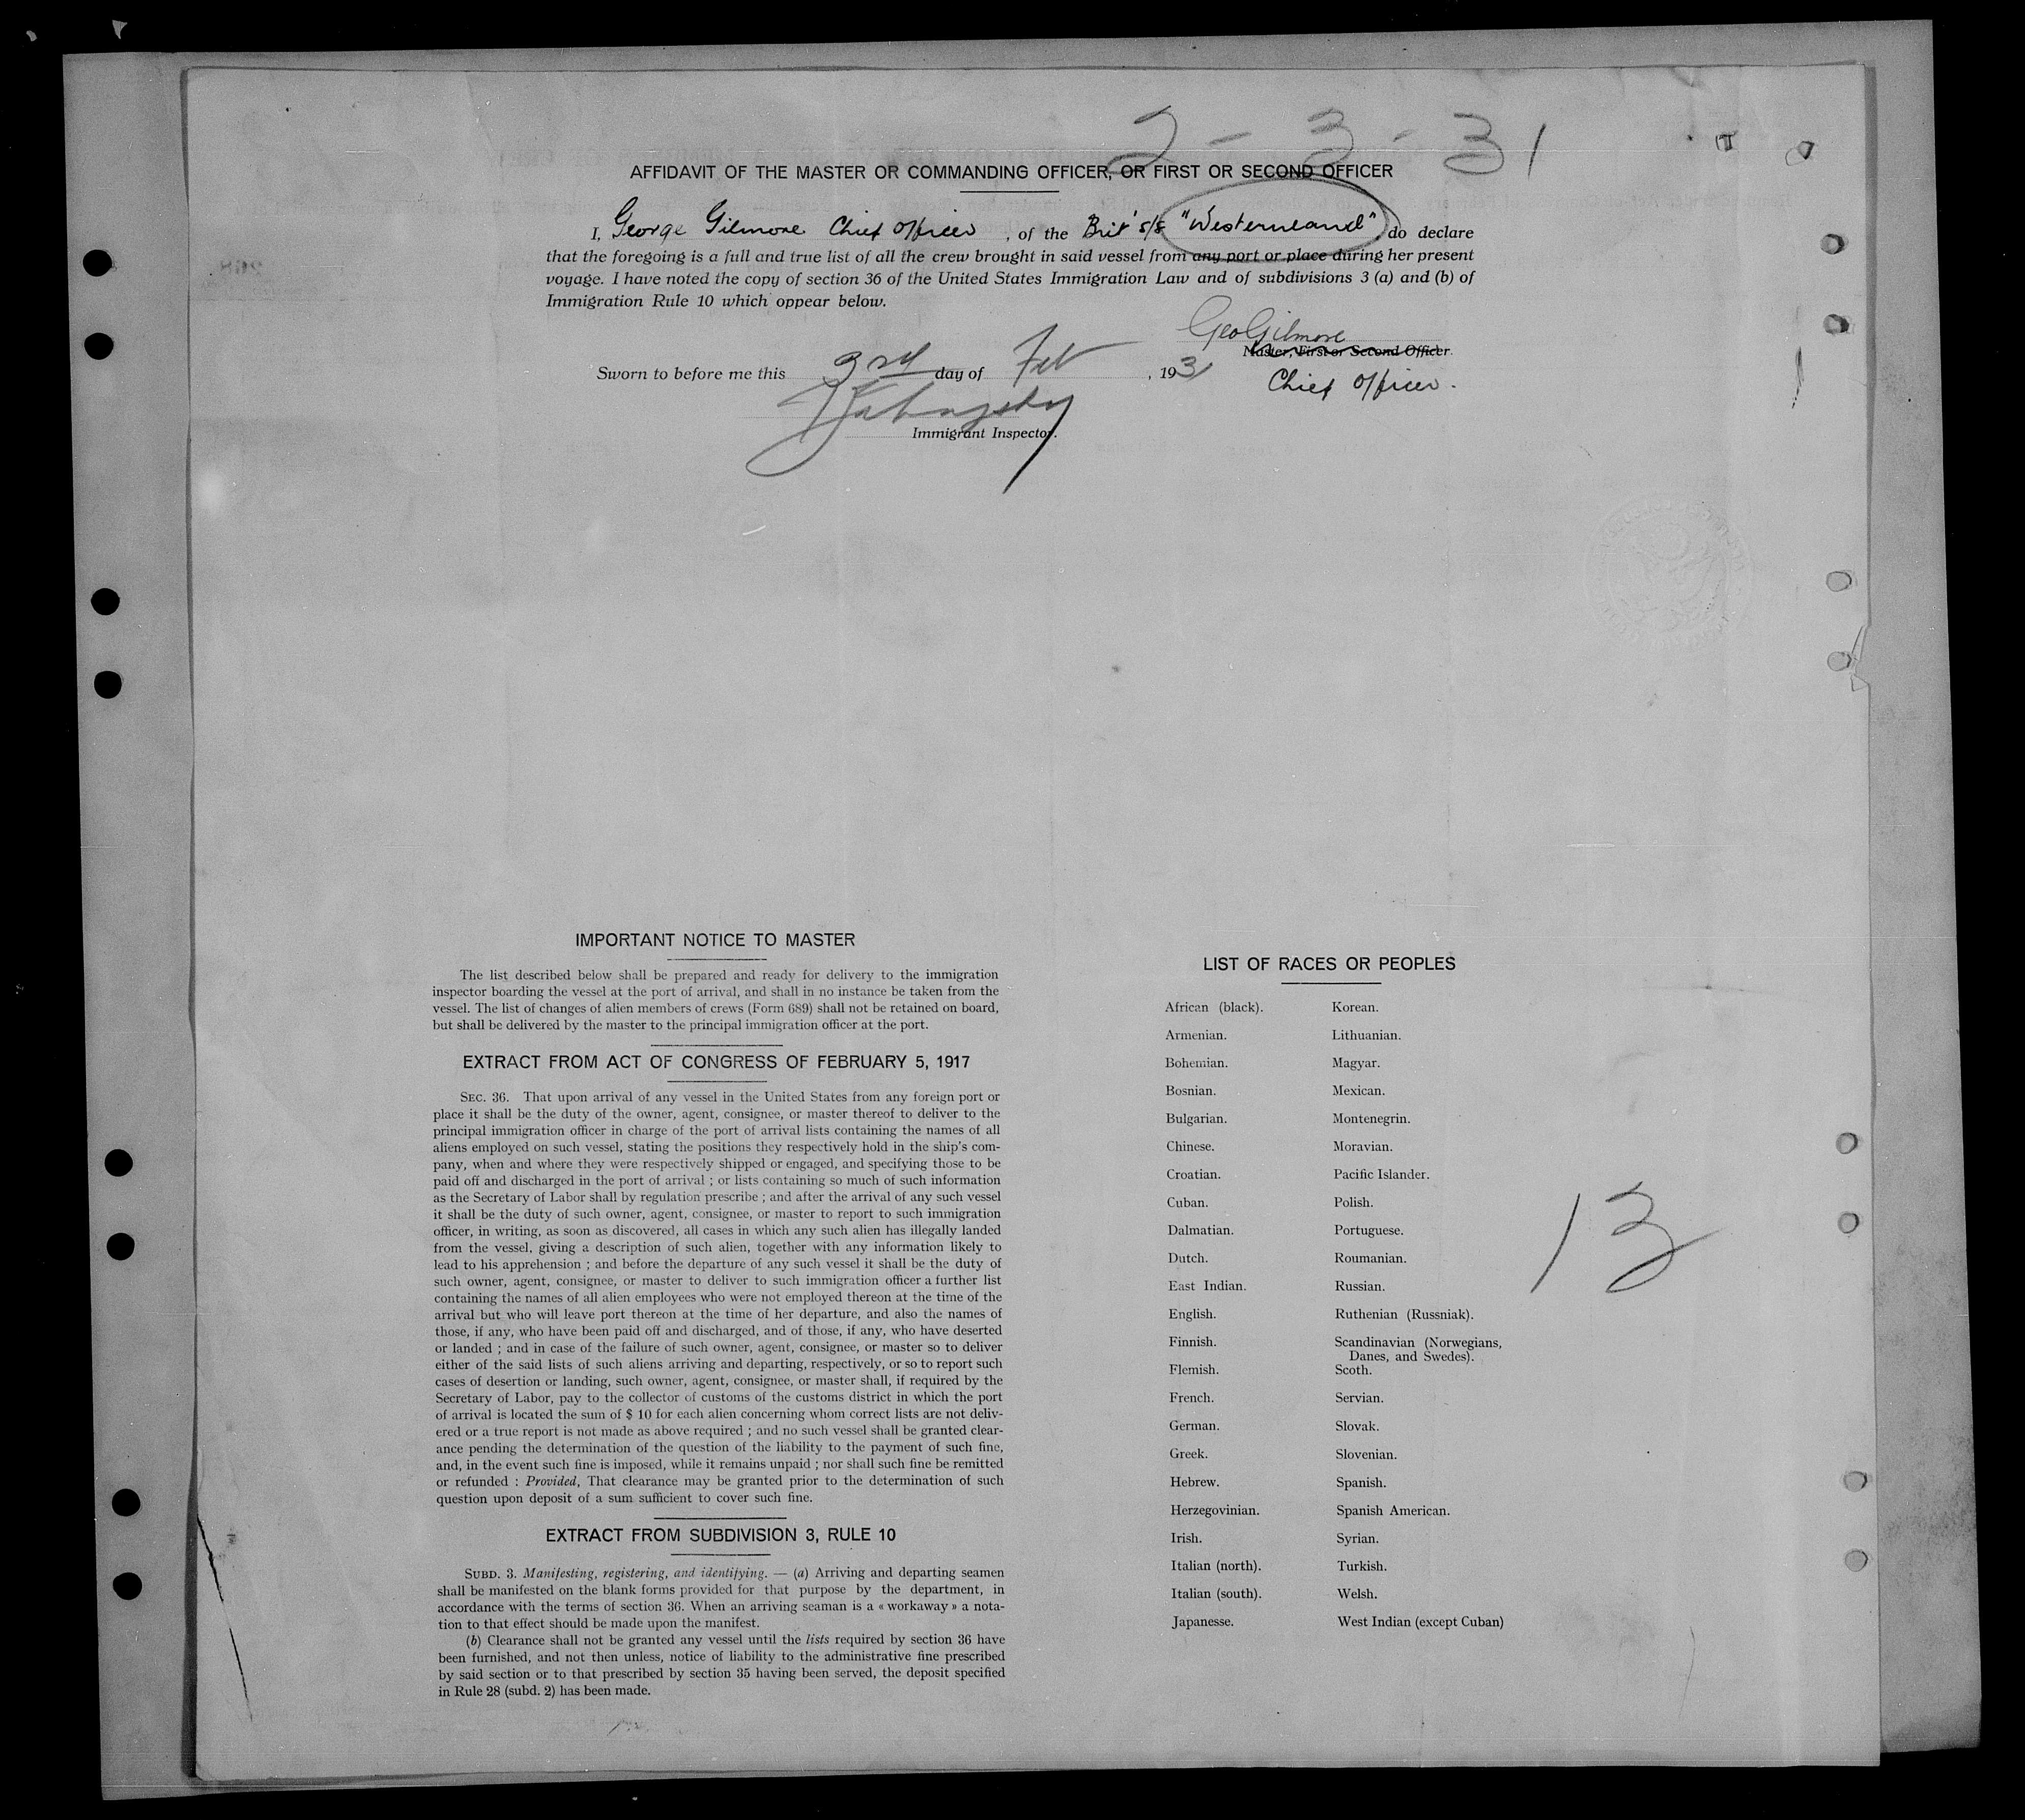 2 - 3 - 31
AFFIDAVIT OF THE MASTER OR COMMANDING OFFICER, OR FIRST OR SECOND OFFICER
I, George Gilmore Chief Officer , of the Brit s/s "Westernland" do declare
that the foregoing is a full and true list of all the crew brought in said vessel from any port or place during her present
voyage. I have noted the copy of section 36 of the United States Immigration Law and of subdivisions 3 (a) and (b) of
Immigration Rule 10 which oppear below.
Geo Gilmore
Master, First or Second Officer.
Sworn to before me this 3rd day of Feb , 1931
Chief Officer.
Immigrant Inspector.
IMPORTANT NOTICE TO MASTER
The list described below shall be prepared and ready for delivery to the immigration
inspector boarding the vessel at the port of arrival, and shall in no instance be taken from the
vessel. The list of changes of alien members of crews (Form 689) shall not be retained on board,
but shall be delivered by the master to the principal immigration officer at the port.
EXTRACT FROM ACT OF CONGRESS OF FEBRUARY 5, 1917
SEC. 36. That upon arrival of any vessel in the United States from any foreign port or
place it shall be the duty of the owner, agent, consignee, or master thereof to deliver to the
principal immigration officer in charge of the port of arrival lists containing the names of all
aliens employed on such vessel, stating the positions they respectively hold in the ship's com-
pany, when and where they were respectively shipped or engaged, and specifying those to be
paid off and discharged in the port of arrival ; or lists containing so much of such information
as the Secretary of Labor shall by regulation prescribe ; and after the arrival of any such vessel
it shall be the duty of such owner, agent, consignee, or master to report to such immigration
officer, in writing, as soon as discovered, all cases in which any such alien has illegally landed
from the vessel, giving a description of such alien, together with any information likely to
lead to his apprehension ; and before the departure of any such vessel it shall be the duty of
such owner, agent, consignee, or master to deliver to such immigration officer a further list
containing the names of all alien employees who were not employed thereon at the time of the
arrival but who will leave port thereon at the time of her departure, and also the names of
those, if any, who have been paid off and discharged, and of those, if any, who have deserted
or landed ; and in case of the failure of such owner, agent, consignee, or master so to deliver
either of the said lists of such aliens arriving and departing, respectively, or so to report such
cases of desertion or landing, such owner, agent, consignee, or master shall, if required by the
Secretary of Labor, pay to the collector of customs of the customs district in which the port
of arrival is located the sum of $ 10 for each alien concerning whom correct lists are not deliv-
ered or a true report is not made as above required ; and no such vessel shall be granted clear-
ance pending the determination of the question of the liability to the payment of such fine,
and, in the event such fine is imposed, while it remains unpaid ; nor shall such fine be remitted
or refunded : Provided, That clearance may be granted prior to the determination of such
question upon deposit of a sum sufficient to cover such fine.
EXTRACT FROM SUBDIVISION 3, RULE 10
SUBD. 3. Manifesting, registering, and identifying. — (a) Arriving and departing seamen
shall be manifested on the blank forms provided for that purpose by the department, in
accordance with the terms of section 36. When an arriving seaman is a « workaway » a nota-
tion to that effect should be made upon the manifest.
(b) Clearance shall not be granted any vessel until the lists required by section 36 have
been furnished, and not then unless, notice of liability to the administrative fine prescribed
by said section or to that prescribed by section 35 having been served, the deposit specified
in Rule 28 (subd. 2) has been made.
LIST OF RACES OR PEOPLES
African (black). Korean.
Armenian. Lithuanian.
Bohemian. Magyar.
Bosnian. Mexican.
Bulgarian. Montenegrin.
Chinese. Moravian.
Croatian. Pacific Islander.
Cuban. Polish.
Dalmatian. Portuguese.
Dutch. Roumanian.
East Indian. Russian.
English. Ruthenian (Russniak).
Finnish. Scandinavian (Norwegians,
Danes, and Swedes).
Flemish. Scoth.
French. Servian.
German. Slovak.
Greek. Slovenian.
Hebrew. Spanish.
Herzegovinian. Spanish American.
Irish. Syrian.
Italian (north). Turkish.
Italian (south). Welsh.
Japanesse. West Indian (except Cuban)
13